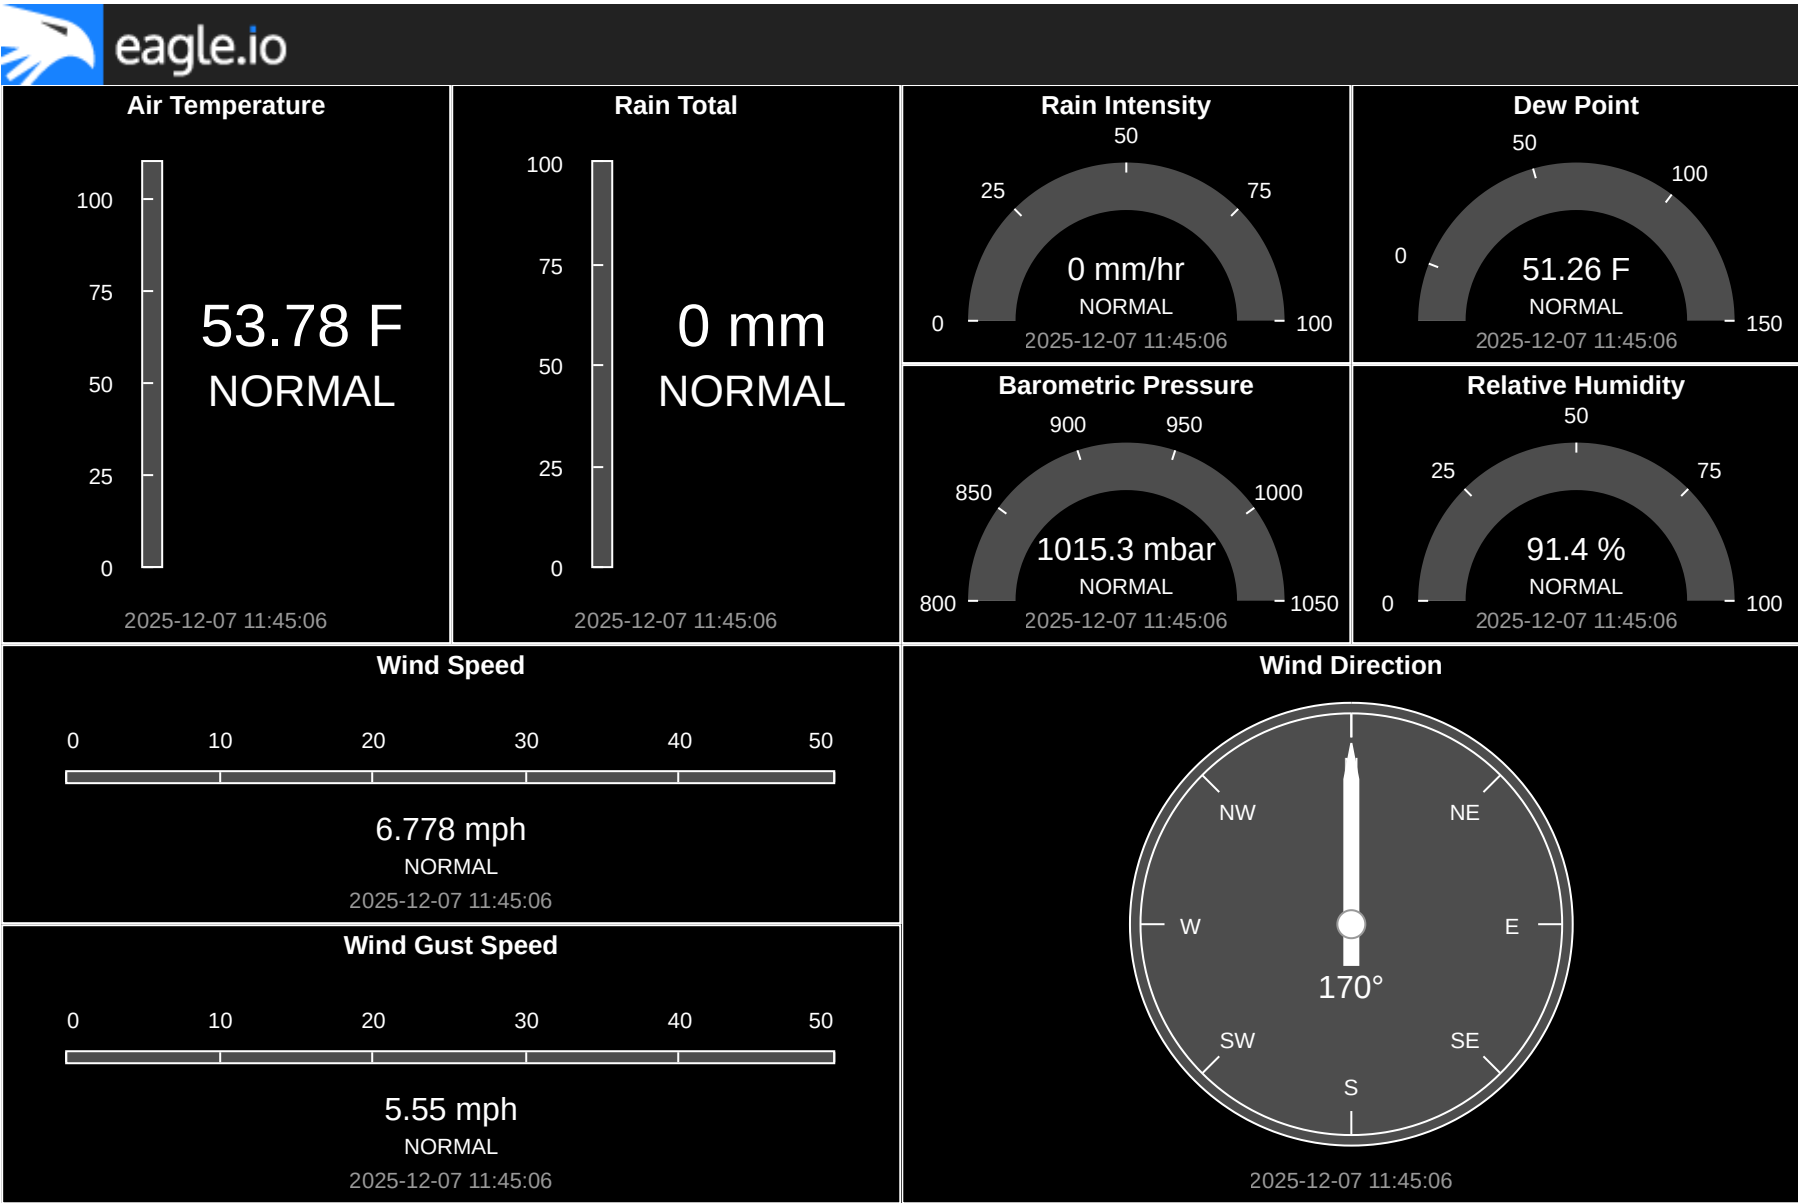 eagle.io
Air Temperature
100
75
50
25
0
53.78 F
NORMAL
2025-12-07 11:45:06
Rain Total
100
75
50
25
0
0 mm
NORMAL
2025-12-07 11:45:06
Rain Intensity
0
25
50
75
100
0 mm/hr
NORMAL
2025-12-07 11:45:06
Dew Point
0
50
100
150
51.26 F
NORMAL
2025-12-07 11:45:06
Barometric Pressure
800
850
900
950
1000
1050
1015.3 mbar
NORMAL
2025-12-07 11:45:06
Relative Humidity
0
25
50
75
100
91.4 %
NORMAL
2025-12-07 11:45:06
Wind Speed
0 10 20 30 40 50
6.778 mph
NORMAL
2025-12-07 11:45:06
Wind Gust Speed
0 10 20 30 40 50
5.55 mph
NORMAL
2025-12-07 11:45:06
Wind Direction
NW NE
W E
170°
SW SE
S
2025-12-07 11:45:06